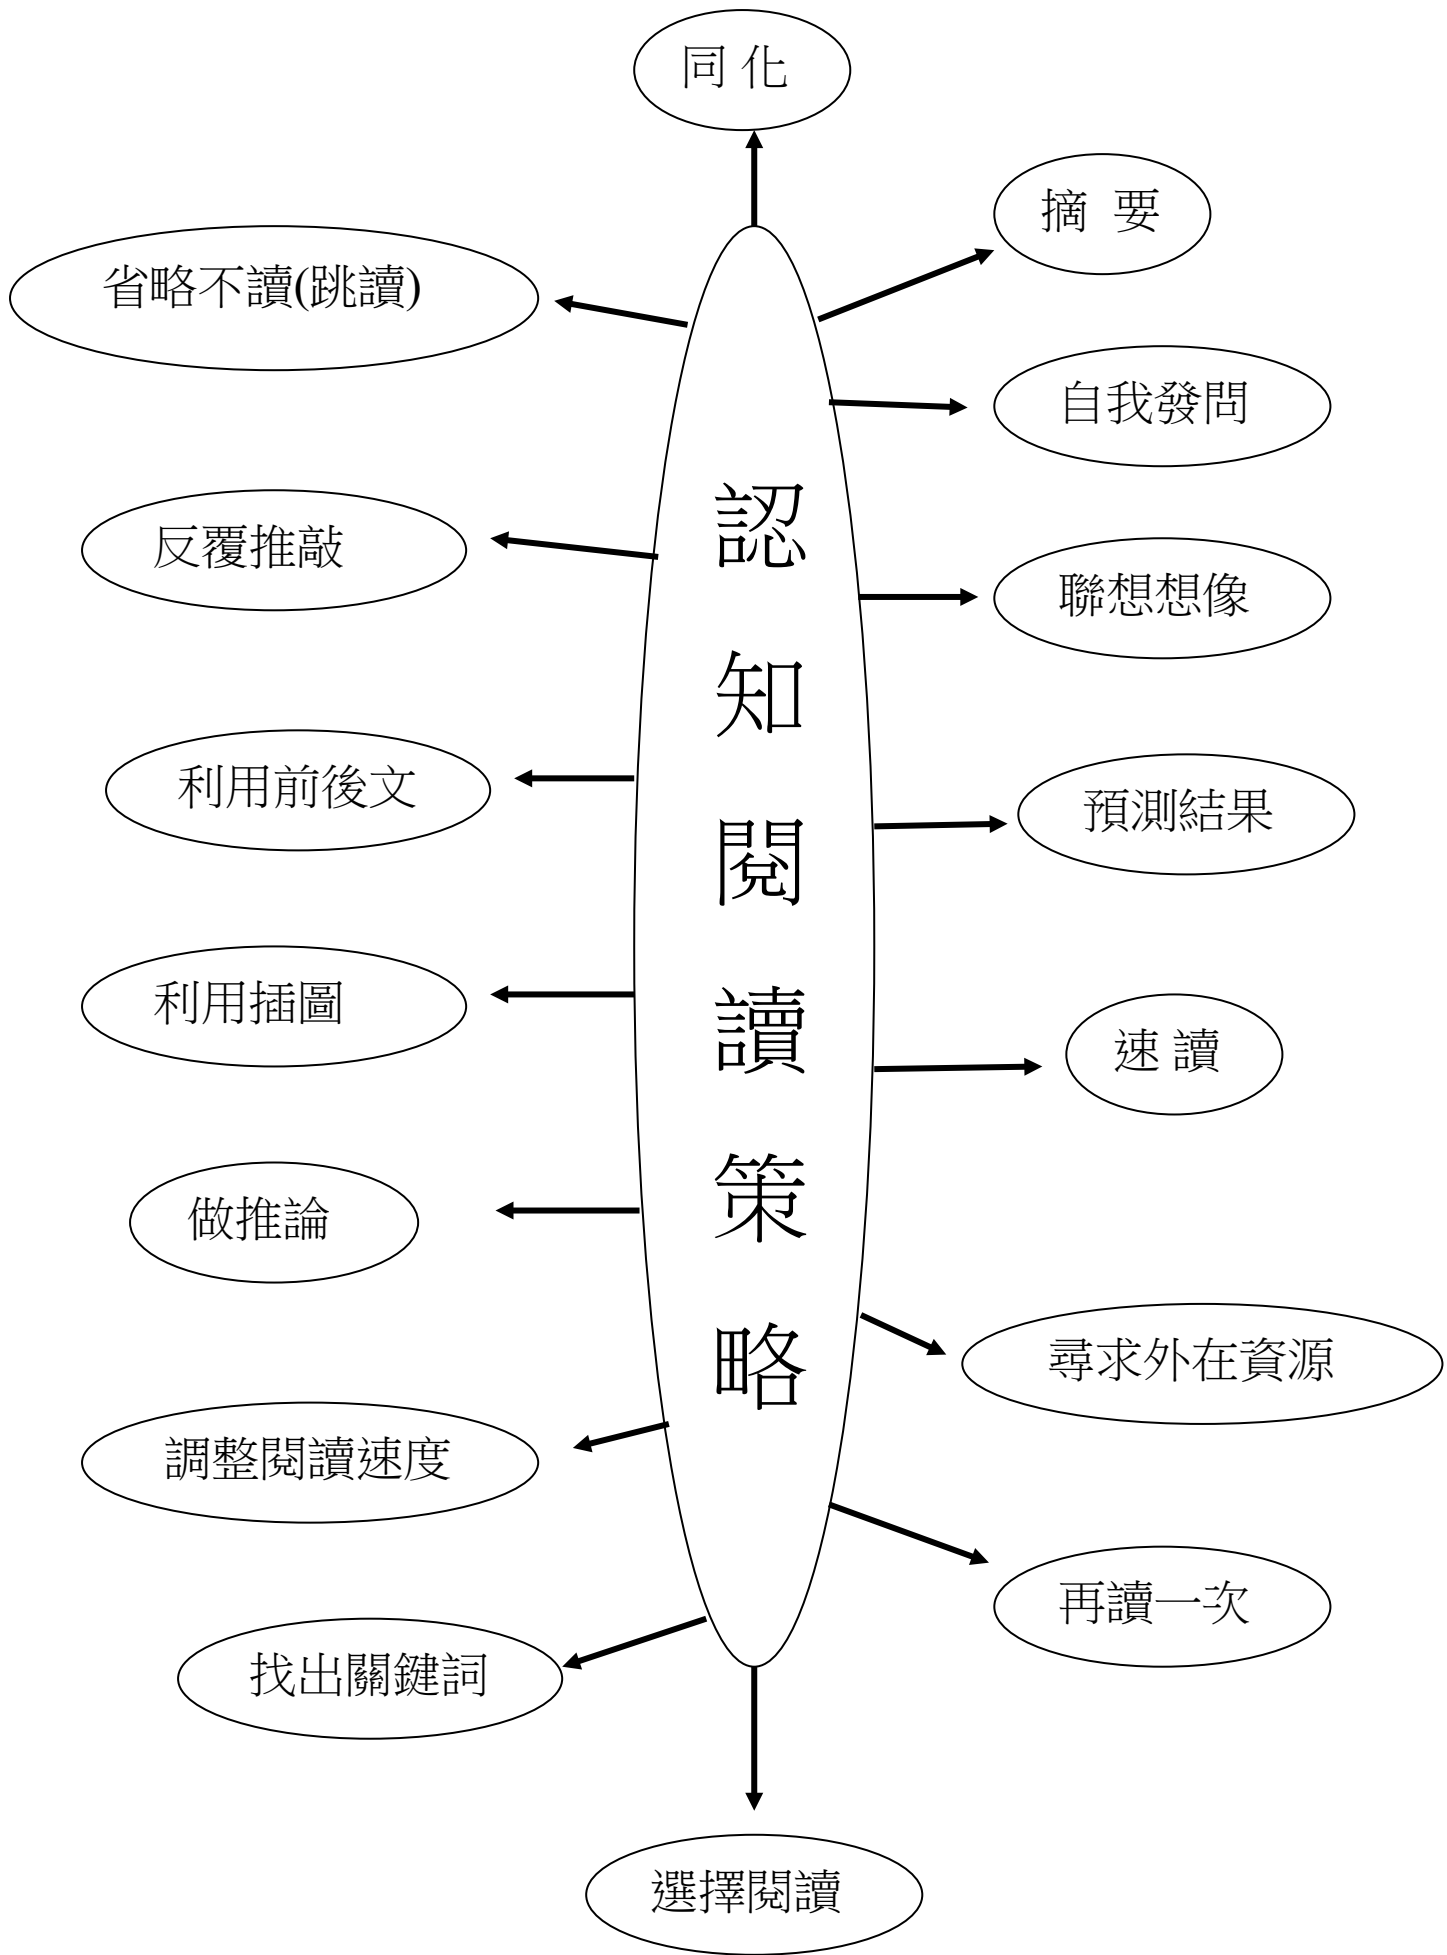 同 化
摘 要
省略不讀(跳讀)
自我發問
認知閱讀策略
反覆推敲
聯想想像
利用前後文
預測結果
利用插圖
速 讀
做推論
尋求外在資源
調整閱讀速度
再讀一次
找出關鍵詞
選擇閱讀